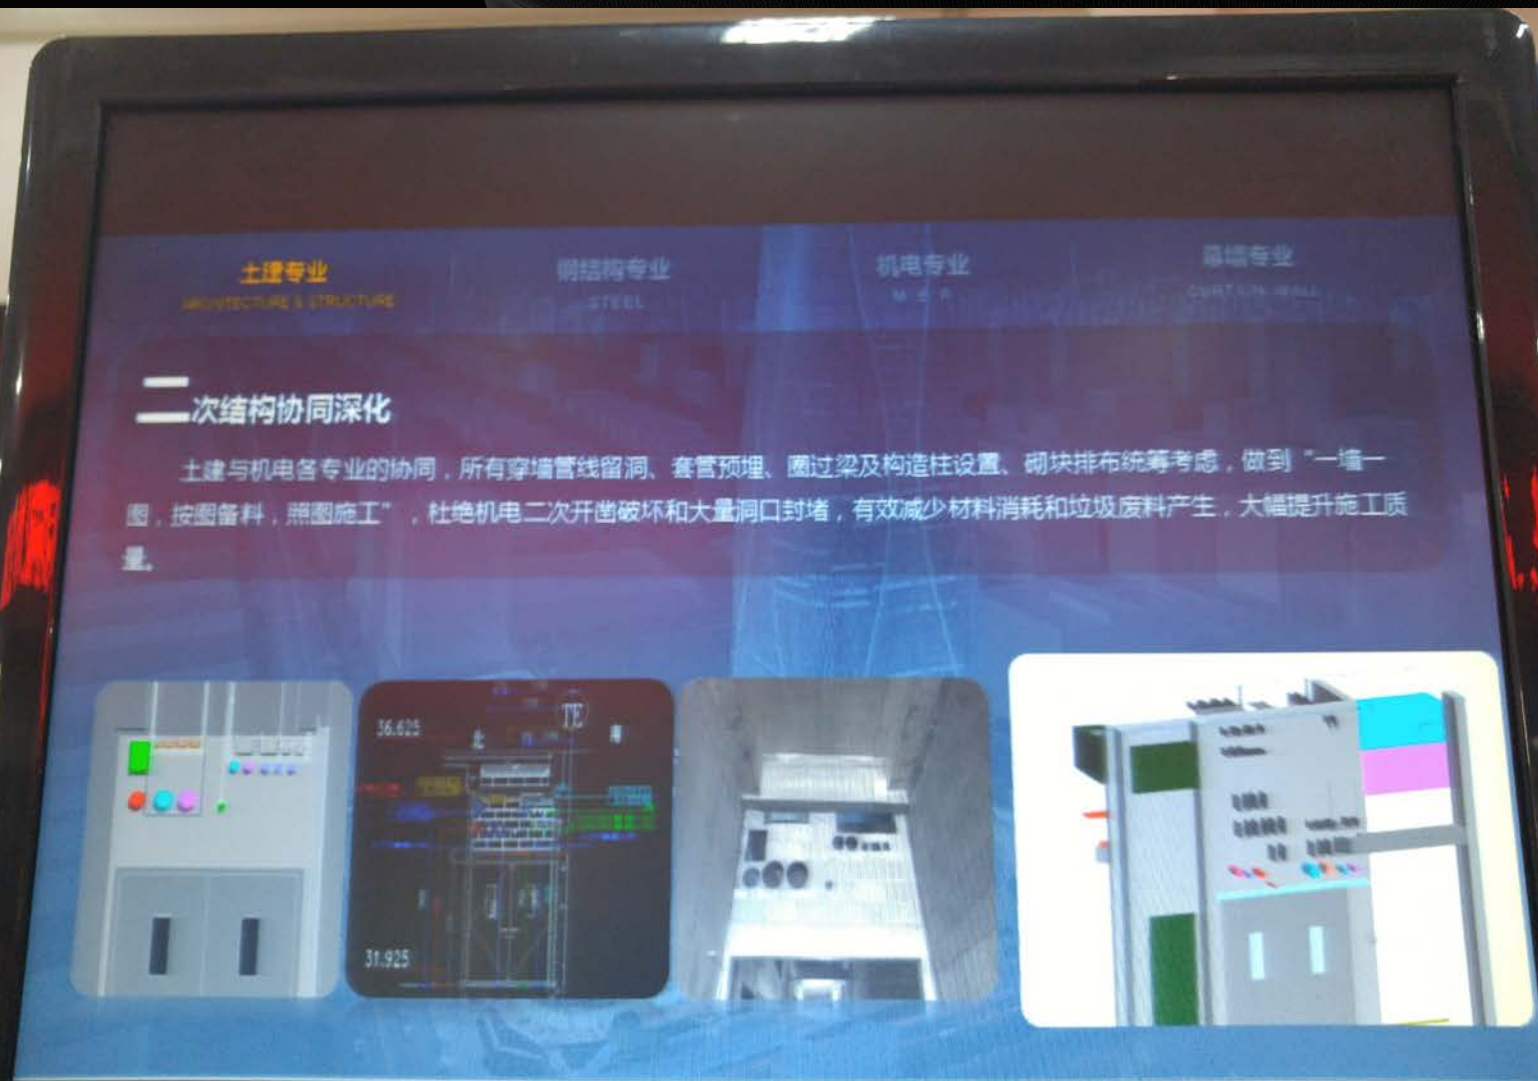 土建专业
ARCHITECTURE & STRUCTURE
钢结构专业
STEEL
机电专业
M E P
幕墙专业
CURTAIN WALL
二次结构协同深化
土建与机电各专业的协同，所有穿墙管线留洞、套管预埋、圈过梁及构造柱设置、砌块排布统筹考虑，做到“一墙一
图，按图备料，照图施工”，杜绝机电二次开凿破坏和大量洞口封堵，有效减少材料消耗和垃圾废料产生，大幅提升施工质
量。
36.625
TE
北
南
31.925